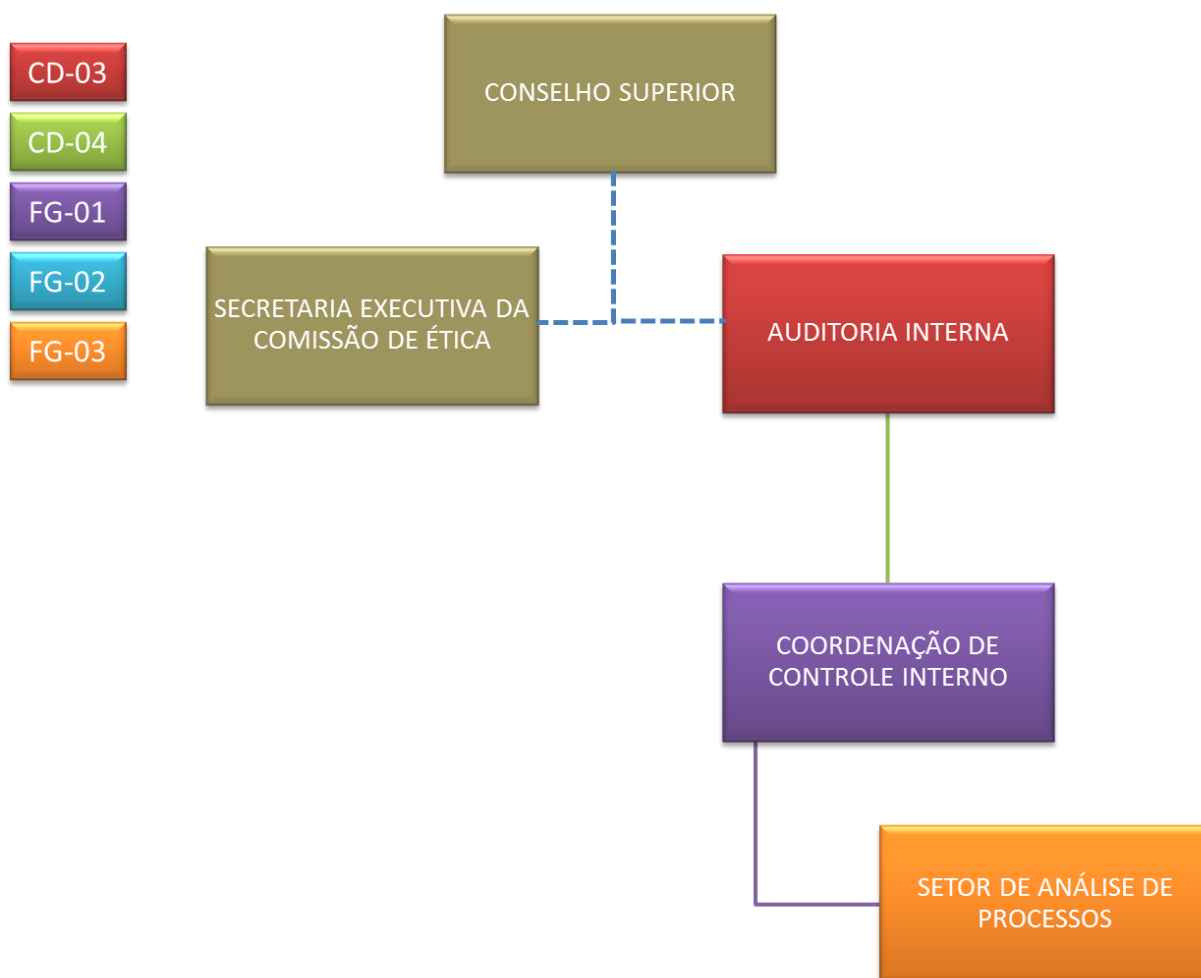 CD-03
CD-04
FG-01
FG-02
FG-03
CONSELHO SUPERIOR
SECRETARIA EXECUTIVA DA
COMISSÃO DE ÉTICA
AUDITORIA INTERNA
COORDENAÇÃO DE
CONTROLE INTERNO
SETOR DE ANÁLISE DE
PROCESSOS